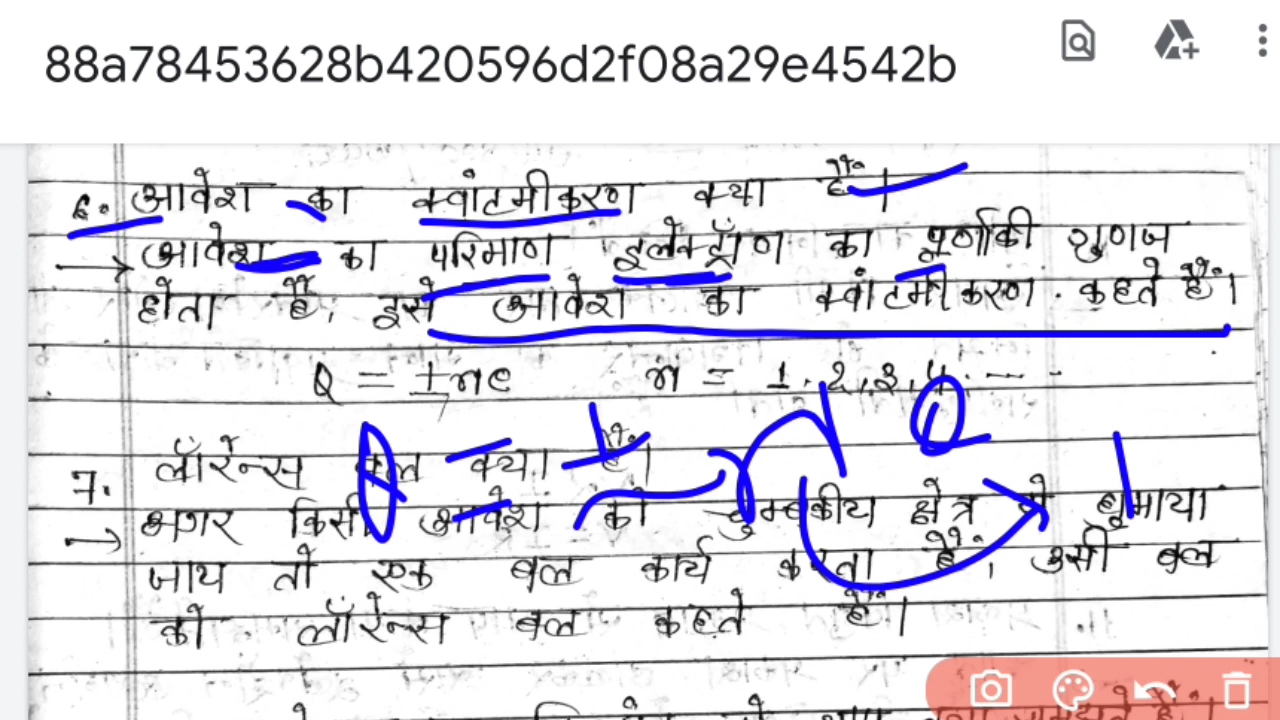 88a78453628b420596d2f08a29e4542b
6. आवेश का क्वांटमीकरण क्या है।
→ आवेश का परिमाण इलेक्ट्रॉण का पूर्णांकी गुणज
होता है, इसे आवेश का क्वांटमीकरण कहते हैं।
Q = ±ne n = 1, 2, 3, 4, ---
7. लॉरेन्स बल क्या है।
→ अगर किसी आवेश को चुम्बकीय क्षेत्र में घुमाया
जाय तो एक बल कार्य करता है, उसी बल
को लॉरेन्स बल कहते हैं।